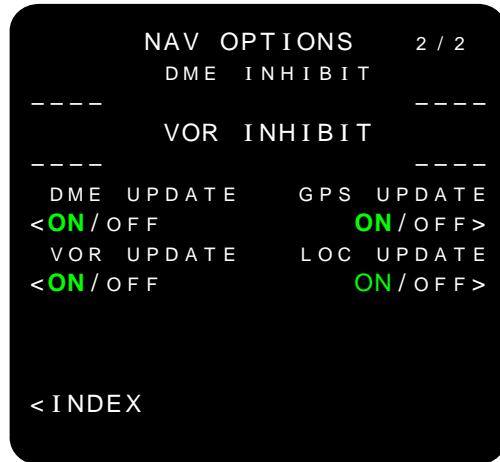 NAV OPTIONS 2/2
DME INHIBIT
---- ----
VOR INHIBIT
---- ----
DME UPDATE GPS UPDATE
<ON/OFF ON/OFF>
VOR UPDATE LOC UPDATE
<ON/OFF ON/OFF>
<INDEX